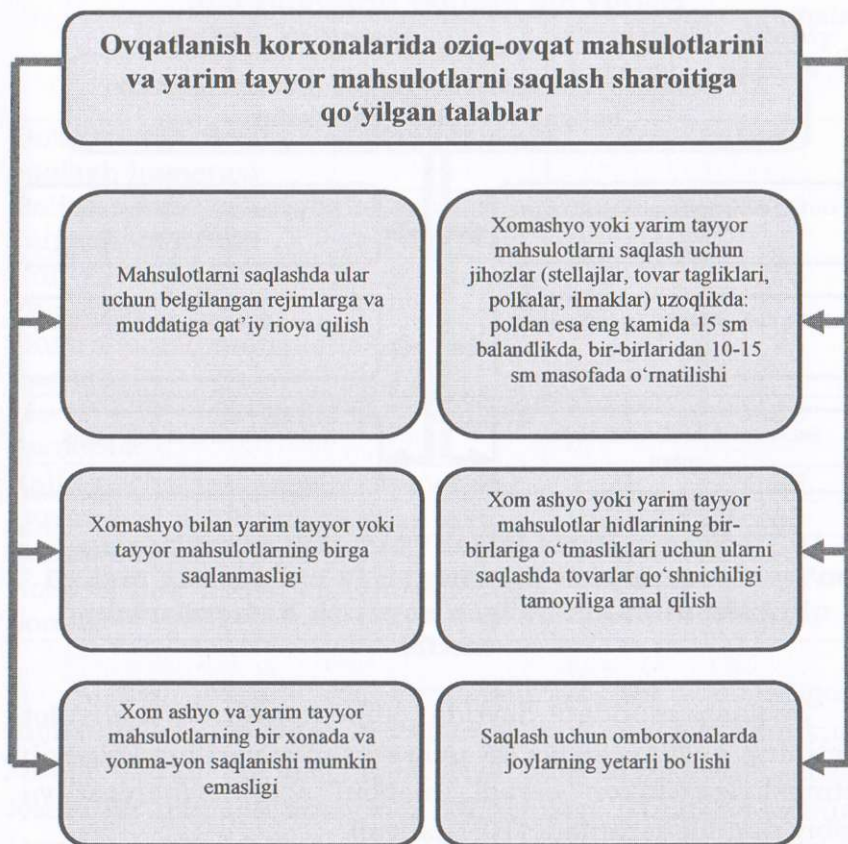 Ovqatlanish korxonalarida oziq-ovqat mahsulotlarini
va yarim tayyor mahsulotlarni saqlash sharoitiga
qo‘yilgan talablar
Mahsulotlarni saqlashda ular
uchun belgilangan rejimlarga va
muddatiga qat’iy rioya qilish
Xomashyo yoki yarim tayyor
mahsulotlarni saqlash uchun
jihozlar (stellajlar, tovar tagliklari,
polkalar, ilmaklar) uzoqlikda:
poldan esa eng kamida 15 sm
balandlikda, bir-birlaridan 10-15
sm masofada o‘rnatilishi
Xomashyo bilan yarim tayyor yoki
tayyor mahsulotlarning birga
saqlanmasligi
Xom ashyo yoki yarim tayyor
mahsulotlar hidlarining bir-
birlariga o‘tmasliklari uchun ularni
saqlashda tovarlar qo‘shnichiligi
tamoyiliga amal qilish
Xom ashyo va yarim tayyor
mahsulotlarning bir xonada va
yonma-yon saqlanishi mumkin
emasligi
Saqlash uchun omborxonalarda
joylarning yetarli bo‘lishi